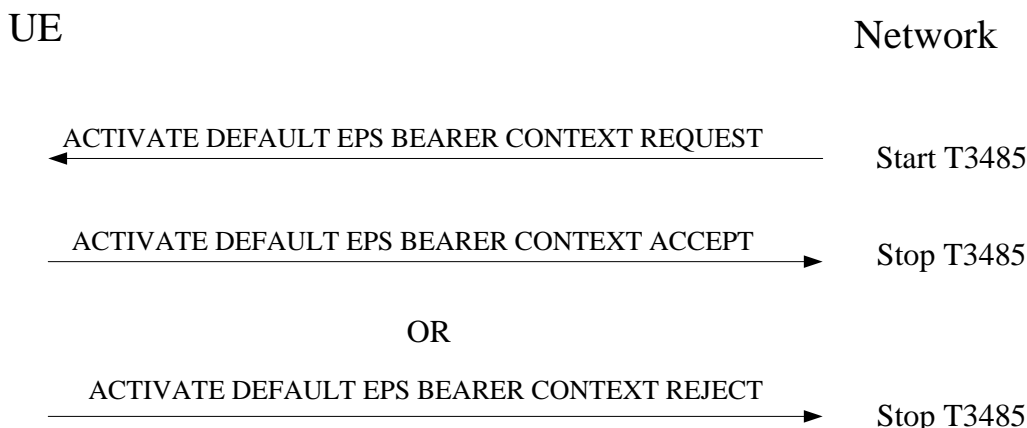 UE
Network
ACTIVATE DEFAULT EPS BEARER CONTEXT REQUEST
Start T3485
ACTIVATE DEFAULT EPS BEARER CONTEXT ACCEPT
Stop T3485
OR
ACTIVATE DEFAULT EPS BEARER CONTEXT REJECT
Stop T3485